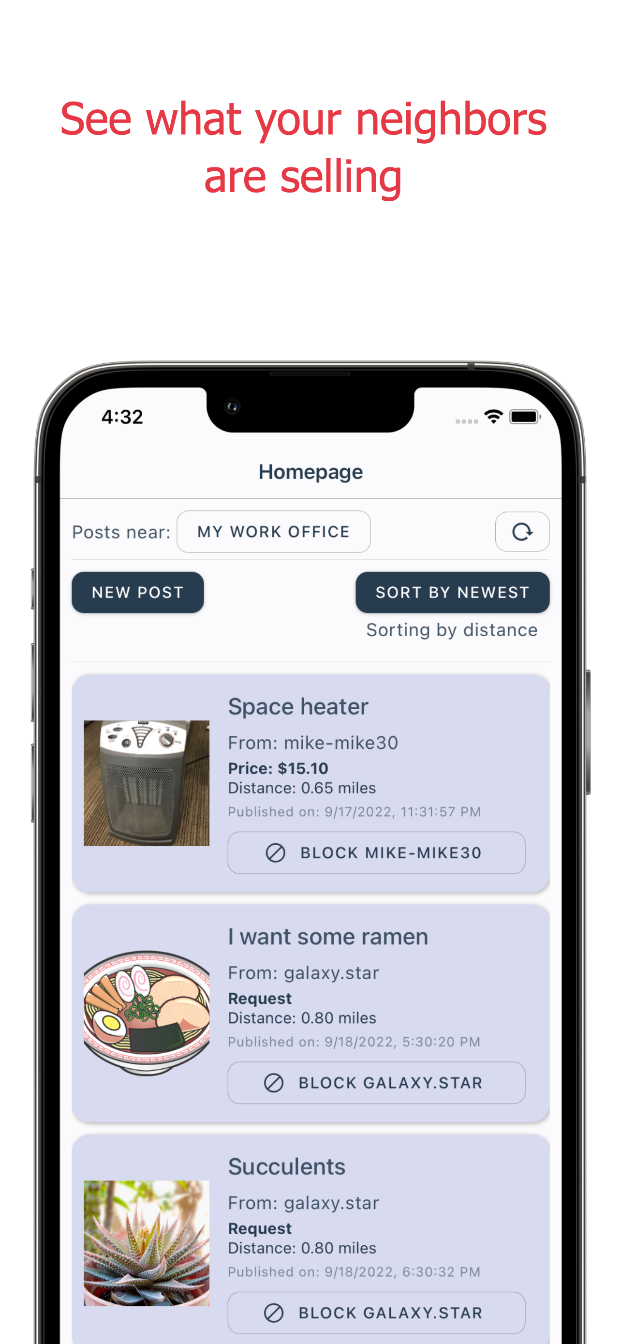 See what your neighbors
are selling
4:32
Homepage
Posts near: MY WORK OFFICE
NEW POST SORT BY NEWEST
Sorting by distance
Space heater
From: mike-mike30
Price: $15.10
Distance: 0.65 miles
Published on: 9/17/2022, 11:31:57 PM
BLOCK MIKE-MIKE30
I want some ramen
From: galaxy.star
Request
Distance: 0.80 miles
Published on: 9/18/2022, 5:30:20 PM
BLOCK GALAXY.STAR
Succulents
From: galaxy.star
Request
Distance: 0.80 miles
Published on: 9/18/2022, 6:30:32 PM
BLOCK GALAXY.STAR